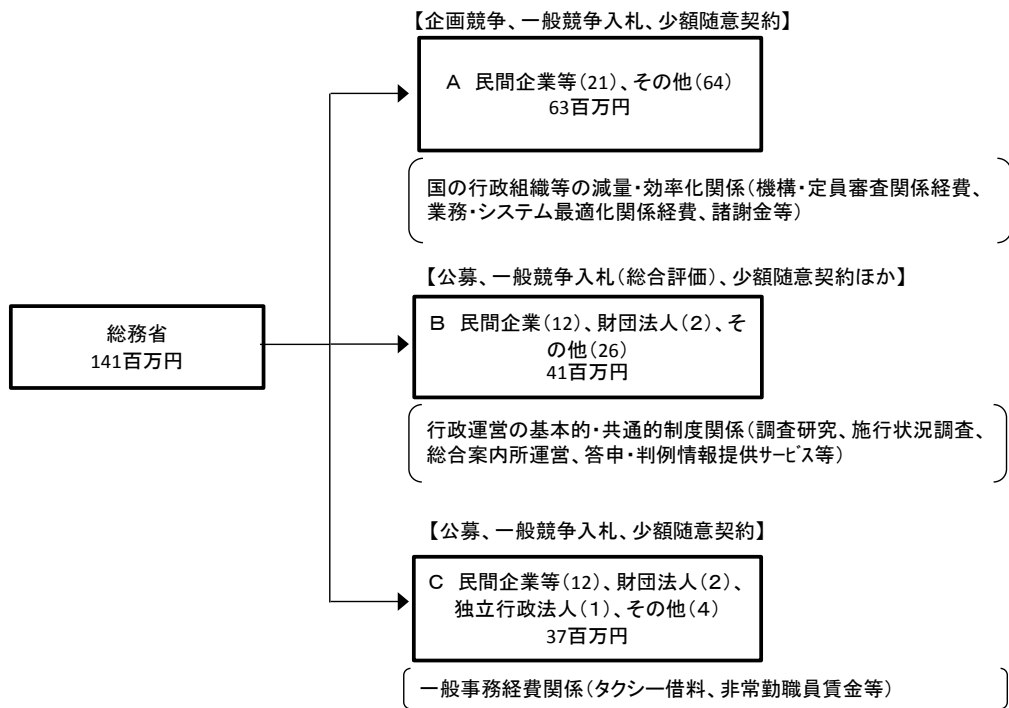 【企画競争、一般競争入札、少額随意契約】
A 民間企業等(21)、その他(64)
63百万円
国の行政組織等の減量・効率化関係(機構・定員審査関係経費、
業務・システム最適化関係経費、諸謝金等)
【公募、一般競争入札(総合評価)、少額随意契約ほか】
総務省
141百万円
B 民間企業(12)、財団法人(2)、そ
の他(26)
41百万円
行政運営の基本的・共通的制度関係(調査研究、施行状況調査、
総合案内所運営、答申・判例情報提供サービス等)
【公募、一般競争入札、少額随意契約】
C 民間企業等(12)、財団法人(2)、
独立行政法人(1)、その他(4)
37百万円
一般事務経費関係(タクシー借料、非常勤職員賃金等)